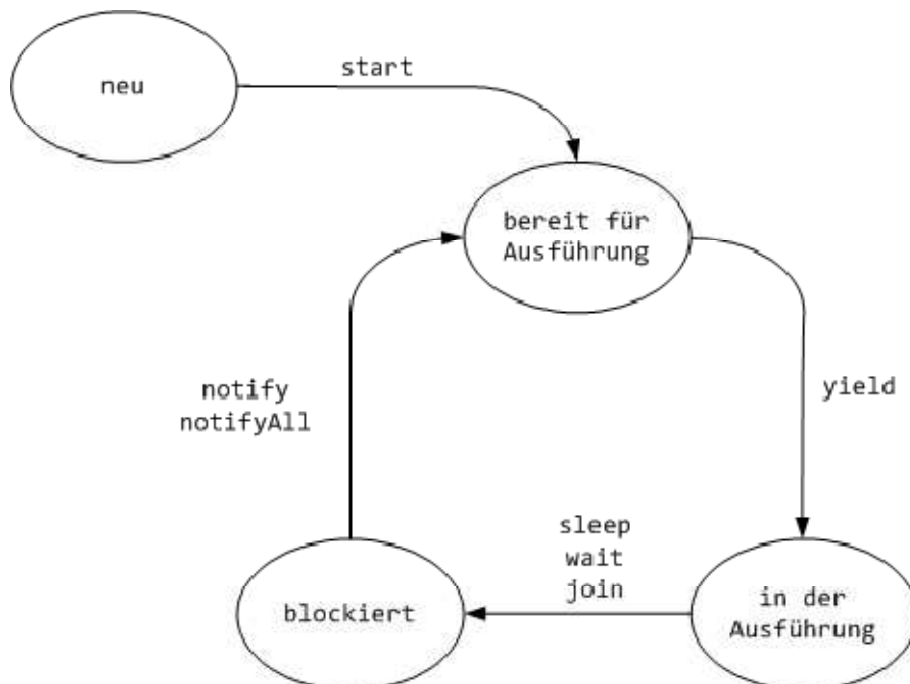 neu
start
bereit für
Ausführung
notify
notifyAll
yield
sleep
wait
join
blockiert
in der
Ausführung